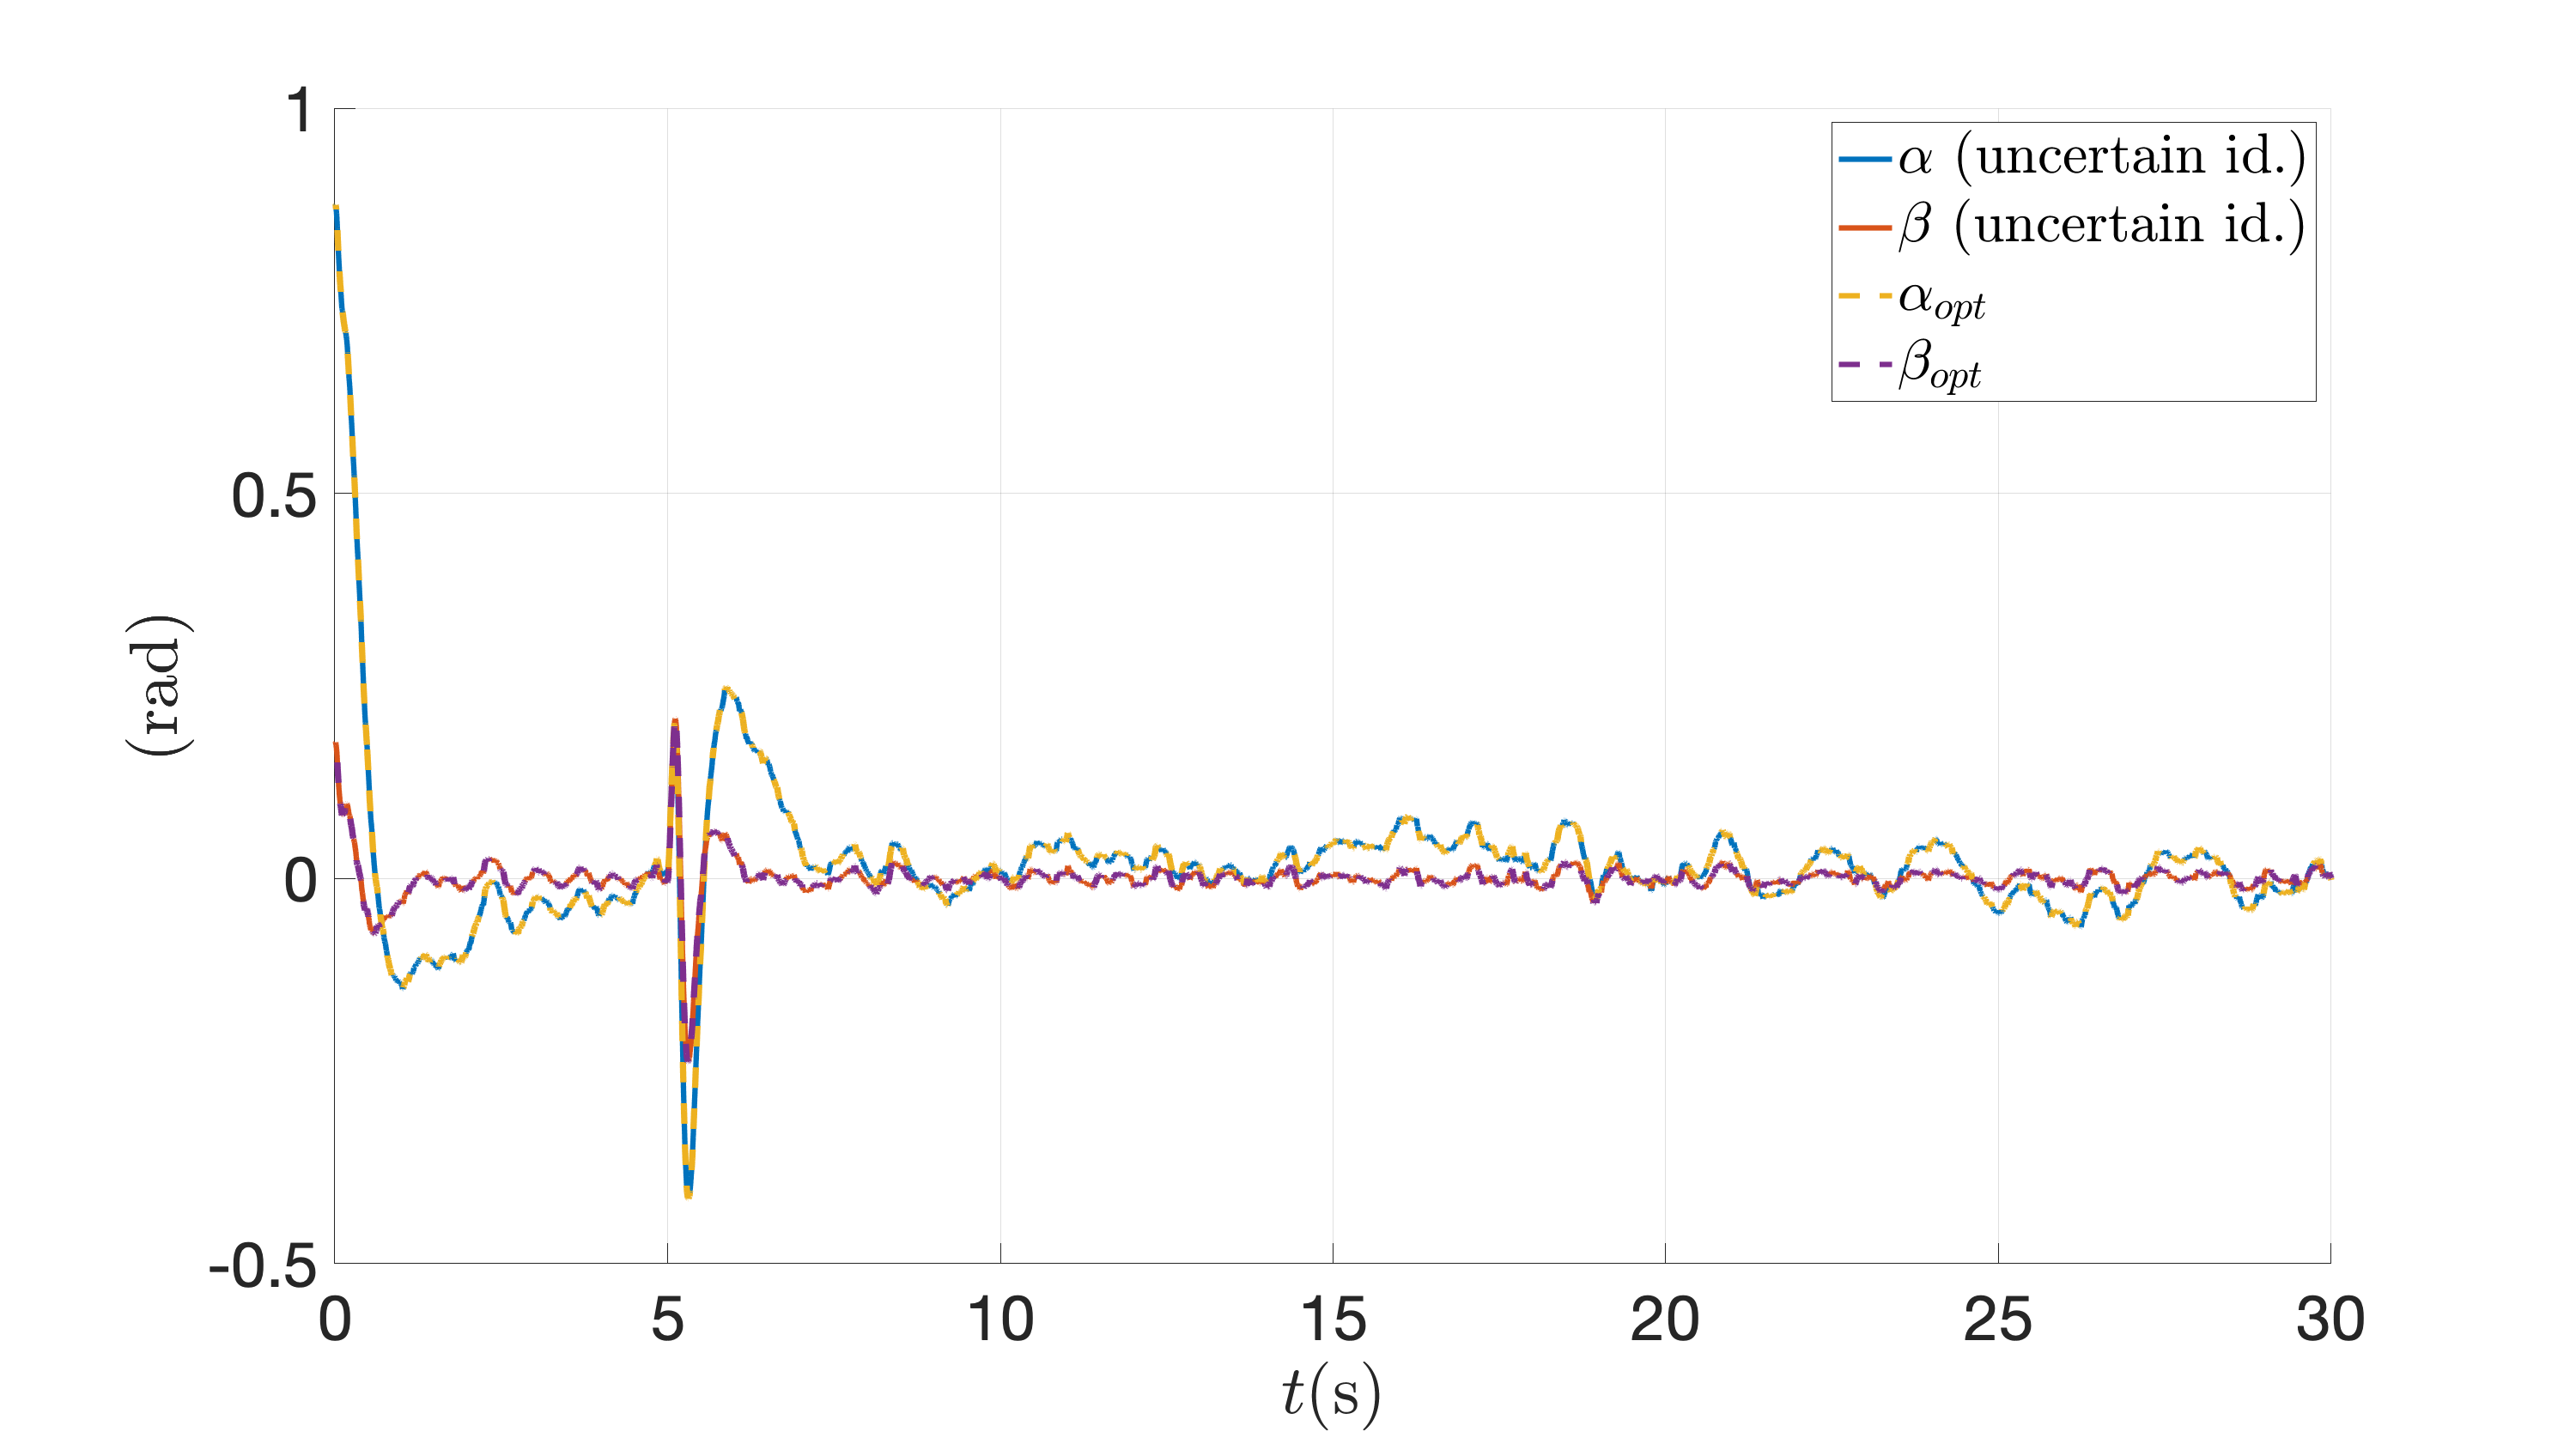 1
0.5
0
-0.5
(rad)
0 5 10 15 20 25 30
t(s)
α (uncertain id.)
β (uncertain id.)
α_opt
β_opt